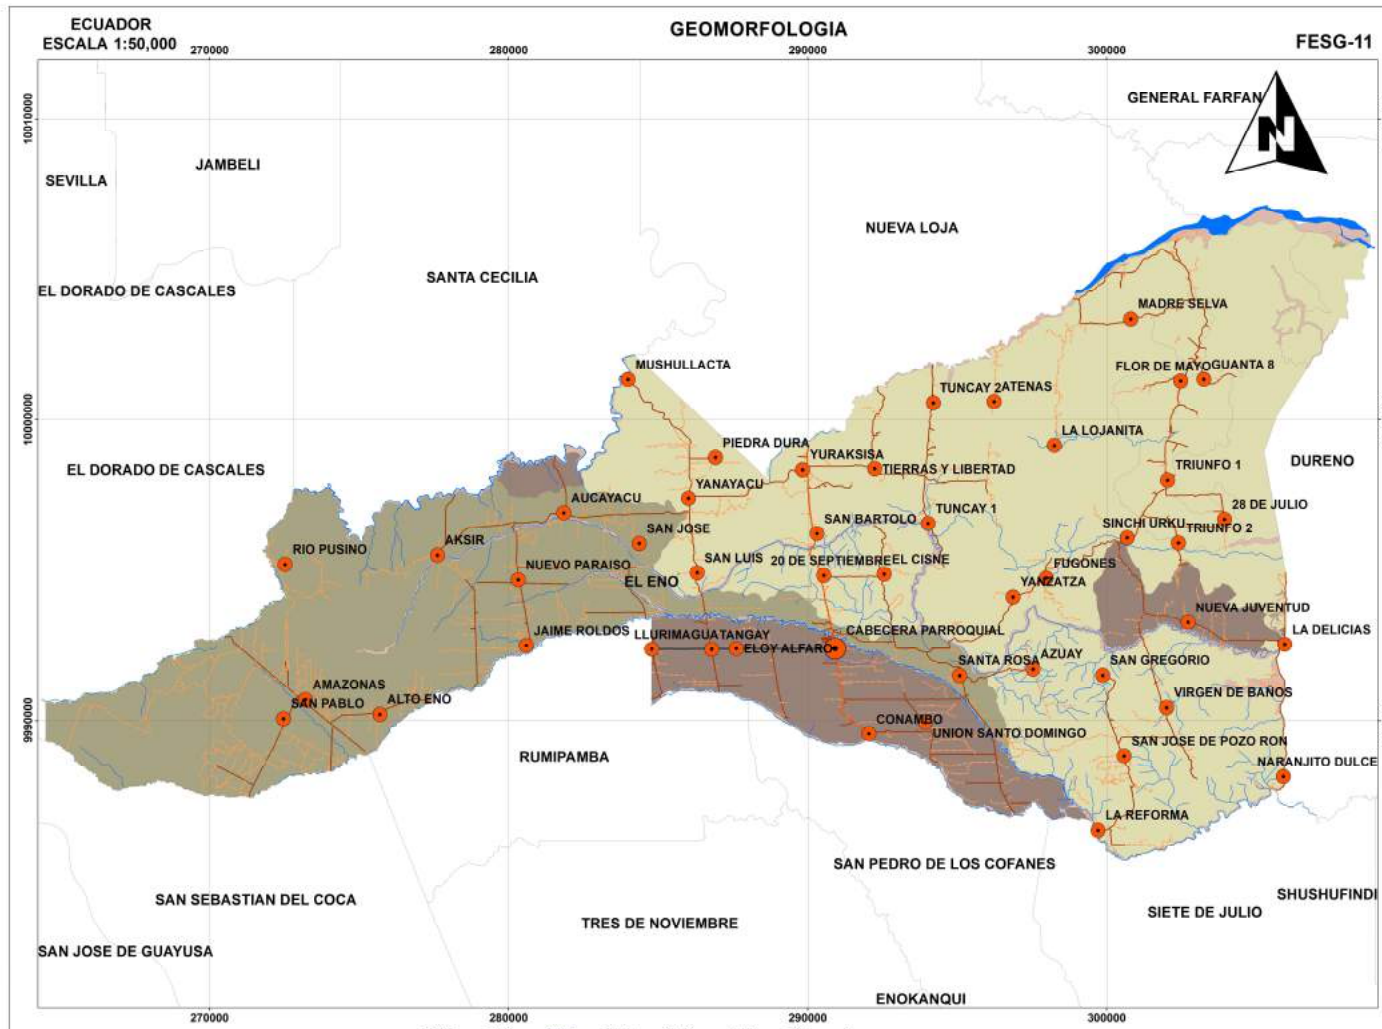 ECUADOR
ESCALA 1:50,000
GEOMORFOLOGIA
FESG-11
270000
280000
290000
300000
10010000
1000000
9990000
GENERAL FARFAN
N
JAMBELI
SEVILLA
NUEVA LOJA
SANTA CECILIA
EL DORADO DE CASCALES
MADRE SELVA
MUSHULLACTA
FLOR DE MAYO
GUANTA 8
TUNCAY 2
ATENAS
LA LOJANITA
PIEDRA DURA
EL DORADO DE CASCALES
YURAKSISA
TIERRAS Y LIBERTAD
TRIUNFO 1
DURENO
YANAYACU
AUCAYACU
28 DE JULIO
TUNCAY 1
SAN BARTOLO
SINCHI URKU
TRIUNFO 2
SAN JOSE
AKSIR
RIO PUSINO
SAN LUIS
20 DE SEPTIEMBRE
EL CISNE
FUGONES
NUEVO PARAISO
EL ENO
YANZATZA
NUEVA JUVENTUD
JAIME ROLDOS
LLURIMAGUA
TANGAY
CABECERA PARROQUIAL
LA DELICIAS
ELOY ALFARO
AZUAY
SANTA ROSA
SAN GREGORIO
AMAZONAS
SAN PABLO
ALTO ENO
VIRGEN DE BAÑOS
CONAMBO
UNION SANTO DOMINGO
SAN JOSE DE POZO RON
RUMIPAMBA
NARANJITO DULCE
LA REFORMA
SAN PEDRO DE LOS COFANES
SHUSHUFINDI
SAN SEBASTIAN DEL COCA
SIETE DE JULIO
TRES DE NOVIEMBRE
SAN JOSE DE GUAYUSA
ENOKANQUI
270000
280000
290000
300000